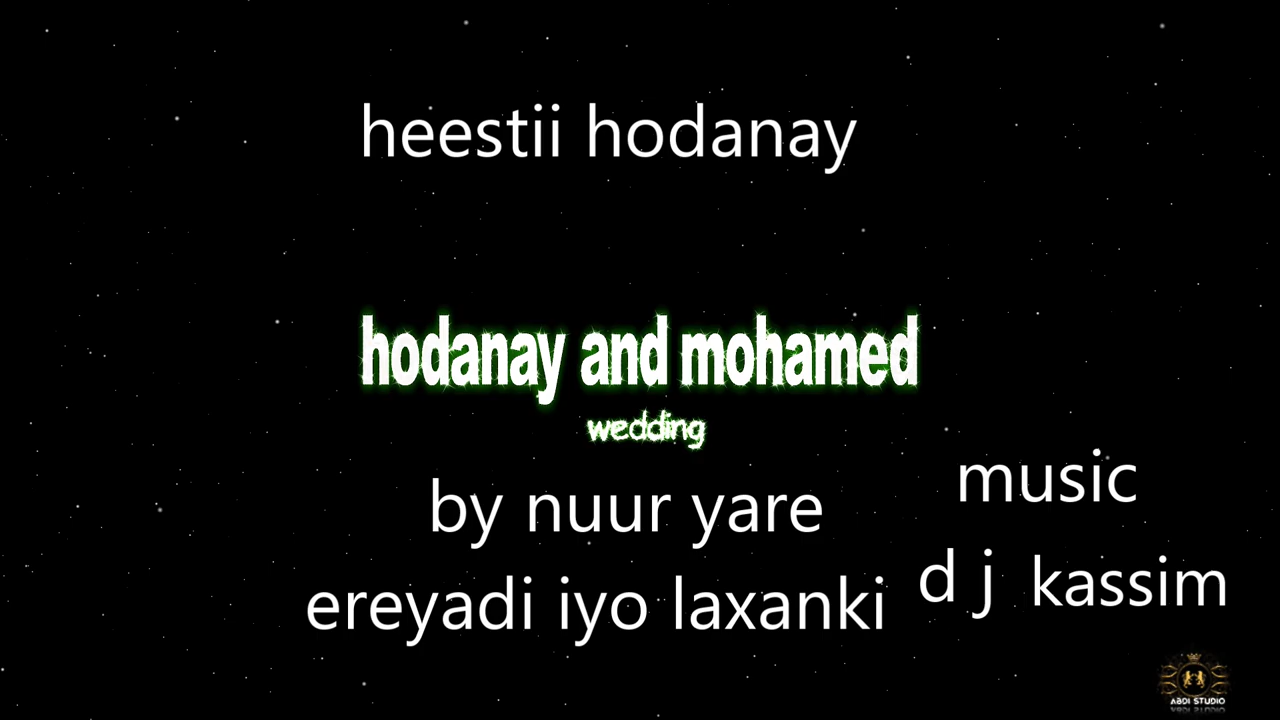 heestii hodanay
hodanay and mohamed
wedding
by nuur yare
ereyadi iyo laxanki
music
d j kassim
ABDI STUDIO